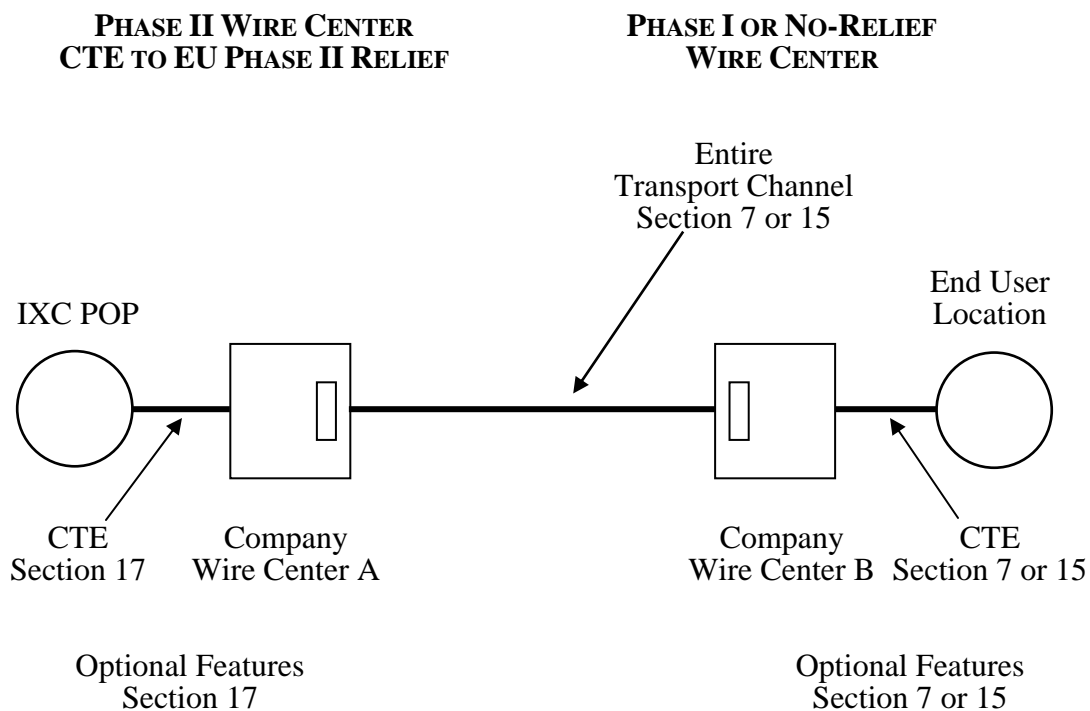 PHASE II WIRE CENTER
CTE TO EU PHASE II RELIEF
PHASE I OR NO-RELIEF
WIRE CENTER
Entire
Transport Channel
Section 7 or 15
IXC POP
End User
Location
CTE
Section 17
Company
Wire Center A
Company
Wire Center B
CTE
Section 7 or 15
Optional Features
Section 17
Optional Features
Section 7 or 15